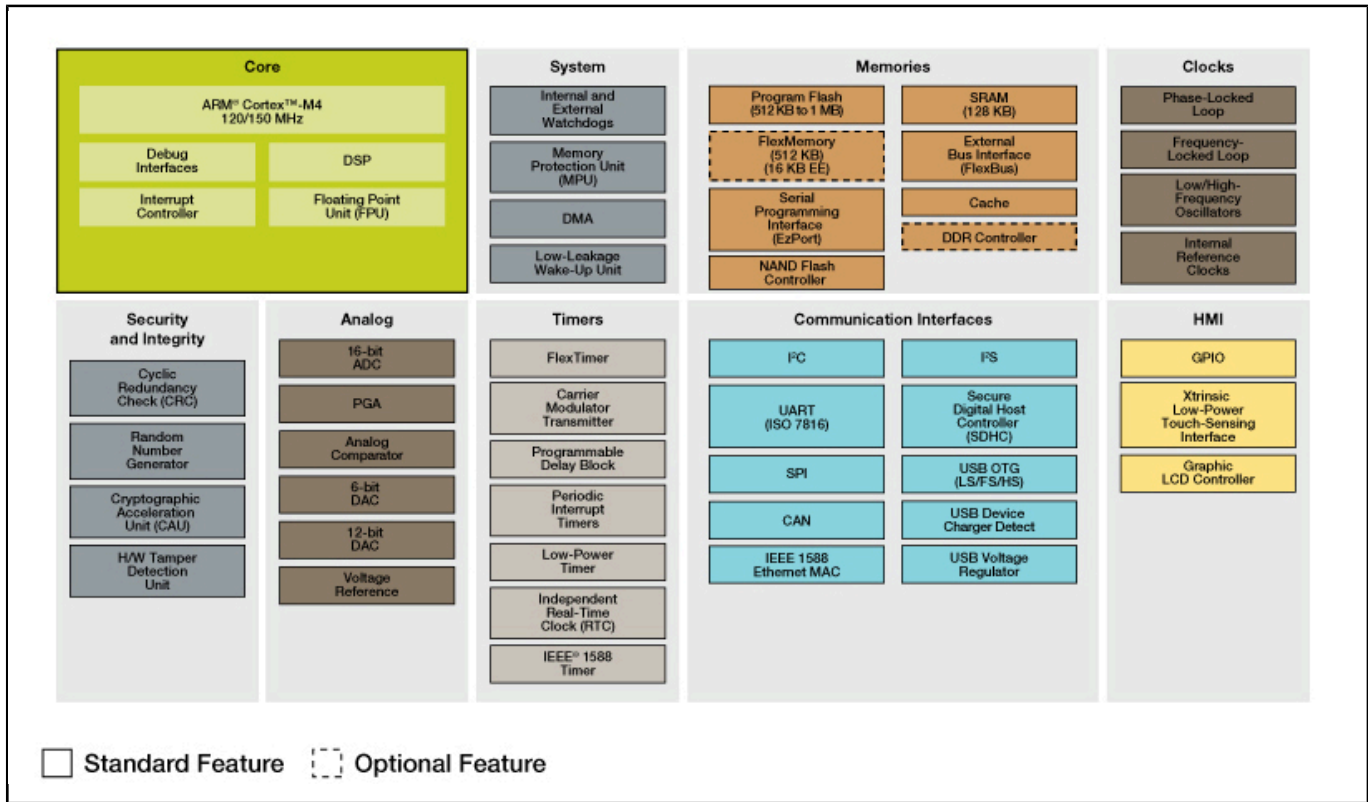 Core
ARM® Cortex™-M4
120/150 MHz
Debug
Interfaces
DSP
Interrupt
Controller
Floating Point
Unit (FPU)
System
Internal and
External
Watchdogs
Memory
Protection Unit
(MPU)
DMA
Low-Leakage
Wake-Up Unit
Memories
Program Flash
(512 KB to 1 MB)
FlexMemory
(512 KB)
(16 KB EE)
Serial
Programming
Interface
(EzPort)
NAND Flash
Controller
SRAM
(128 KB)
External
Bus Interface
(FlexBus)
Cache
DDR Controller
Clocks
Phase-Locked
Loop
Frequency-
Locked Loop
Low/High-
Frequency
Oscillators
Internal
Reference
Clocks
Security
and Integrity
Cyclic
Redundancy
Check (CRC)
Random
Number
Generator
Cryptographic
Acceleration
Unit (CAU)
H/W Tamper
Detection
Unit
Analog
16-bit
ADC
PGA
Analog
Comparator
6-bit
DAC
12-bit
DAC
Voltage
Reference
Timers
FlexTimer
Carrier
Modulator
Transmitter
Programmable
Delay Block
Periodic
Interrupt
Timers
Low-Power
Timer
Independent
Real-Time
Clock (RTC)
IEEE® 1588
Timer
Communication Interfaces
I²C
UART
(ISO 7816)
SPI
CAN
IEEE 1588
Ethernet MAC
I²S
Secure
Digital Host
Controller
(SDHC)
USB OTG
(LS/FS/HS)
USB Device
Charger Detect
USB Voltage
Regulator
HMI
GPIO
Xtrinsic
Low-Power
Touch-Sensing
Interface
Graphic
LCD Controller
Standard Feature
Optional Feature